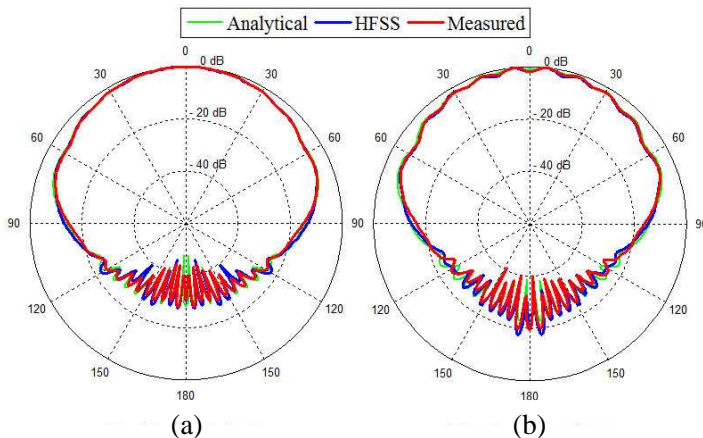 Analytical HFSS Measured
0 0
30 0 dB 30 30 0 dB 30
20 dB 20 dB
60 60 60 60
40 dB 40 dB
90 90 90 90
120 120 120 120
150 150 150 150
180 180
(a) (b)